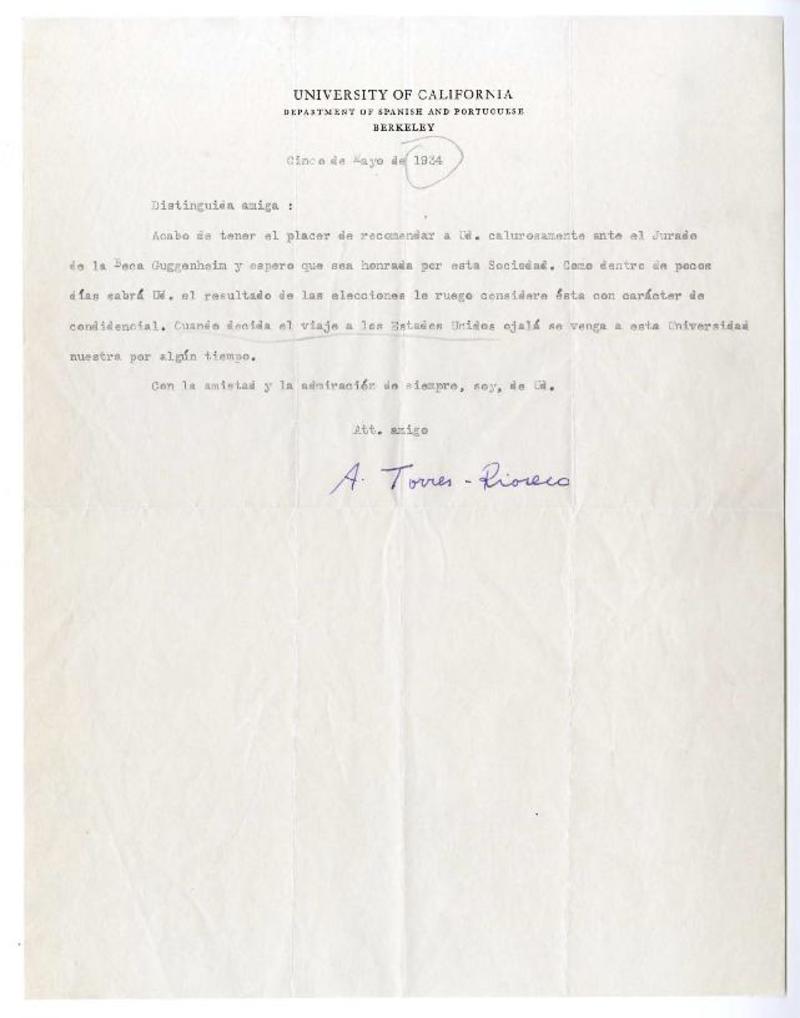 UNIVERSITY OF CALIFORNIA
DEPARTMENT OF SPANISH AND PORTUGUESE
BERKELEY
Cinco de Mayo de 1934
Distinguida amiga :
Acabo de tener el placer de recomendar a Ud. calurosamente ante el Jurado
de la Beca Guggenheim y espero que sea honrada por esta Sociedad. Como dentro de pocos
días sabrá Ud. el resultado de las elecciones le ruego considere ésta con carácter de
condidencial. Cuando decida el viaje a los Estados Unidos ojalá se venga a esta Universidad
nuestra por algún tiempo.
Con la amistad y la admiración de siempre, soy, de Ud.
Att. amigo
A. Torres-Rioseco